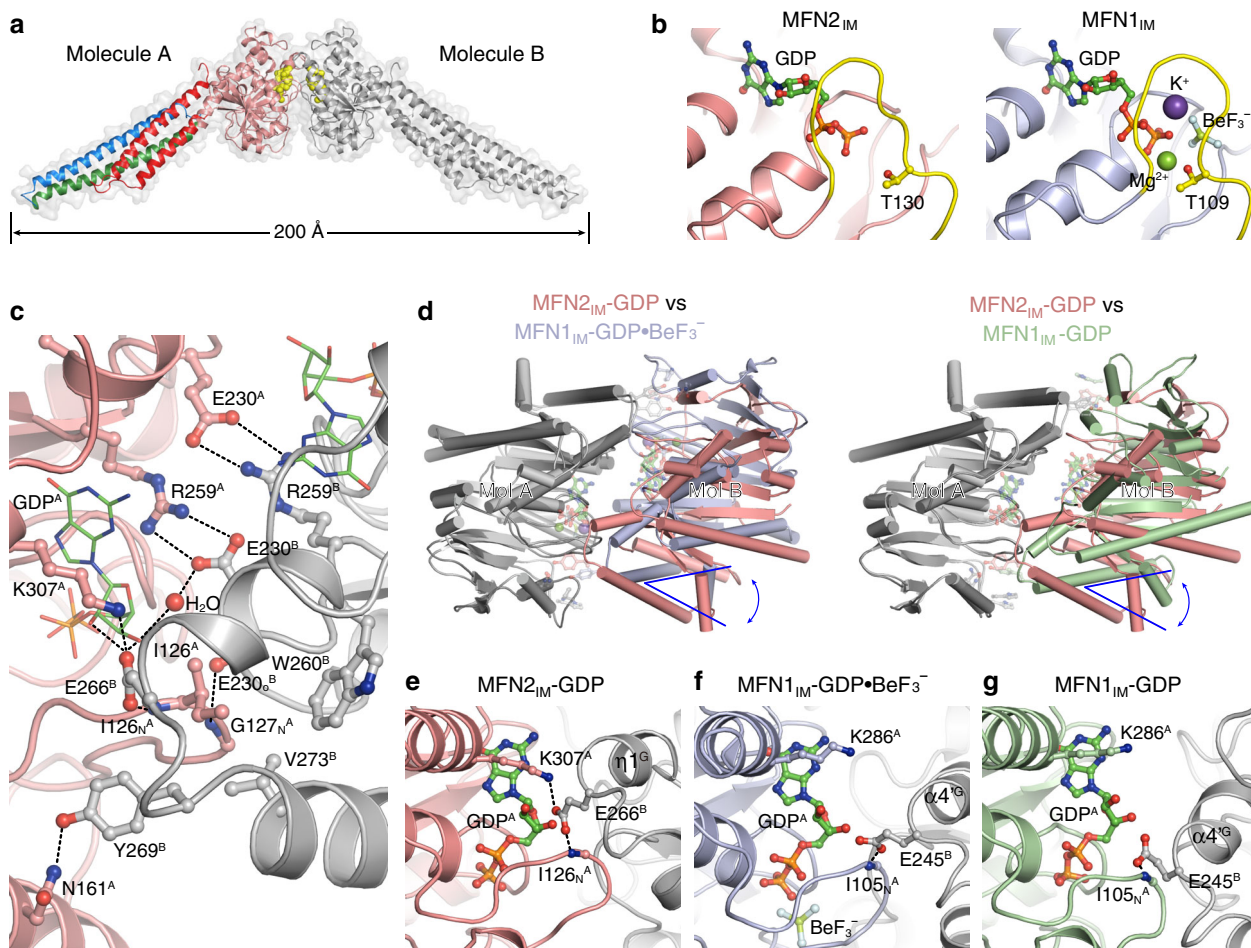 a
Molecule A
Molecule B
200 Å
b
MFN2IM
MFN1IM
GDP
T130
GDP
K+
BeF3−
Mg2+
T109
c
E230A
R259A
R259B
GDPA
E230B
K307A
H2O
I126A
W260B
E266B
E230oB
I126NA
G127NA
V273B
Y269B
N161A
d
MFN2IM-GDP vs
MFN1IM-GDP•BeF3−
MFN2IM-GDP vs
MFN1IM-GDP
Mol A
Mol B
Mol A
Mol B
e
MFN2IM-GDP
K307A
η1G
GDPA
E266B
I126NA
f
MFN1IM-GDP•BeF3−
K286A
α4'G
GDPA
E245B
I105NA
BeF3−
g
MFN1IM-GDP
K286A
GDPA
α4'G
E245B
I105NA